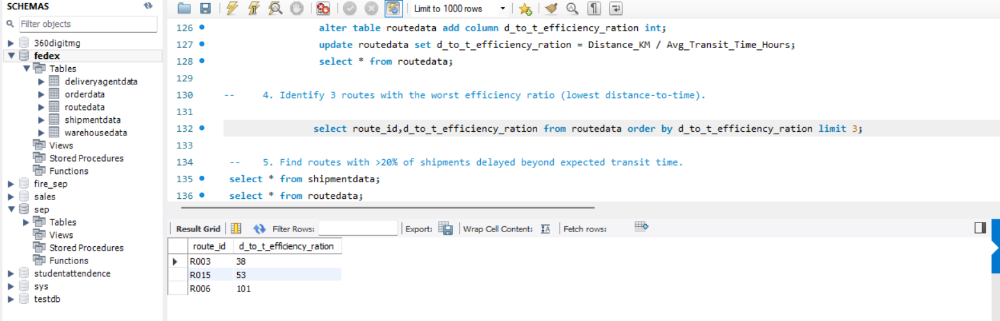 SCHEMAS
Filter objects
360digitmg
fedex
Tables
deliveryagentdata
orderdata
routedata
shipmentdata
warehousedata
Views
Stored Procedures
Functions
fire_sep
sales
sep
Tables
Views
Stored Procedures
Functions
studentattendence
sys
testdb
Limit to 1000 rows
126 alter table routedata add column d_to_t_efficiency_ration int;
127 update routedata set d_to_t_efficiency_ration = Distance_KM / Avg_Transit_Time_Hours;
128 select * from routedata;
129
130 -- 4. Identify 3 routes with the worst efficiency ratio (lowest distance-to-time).
131
132 select route_id,d_to_t_efficiency_ration from routedata order by d_to_t_efficiency_ration limit 3;
133
134 -- 5. Find routes with >20% of shipments delayed beyond expected transit time.
135 select * from shipmentdata;
136 select * from routedata;
Result Grid Filter Rows: Export: Wrap Cell Content: IA Fetch rows:
route_id d_to_t_efficiency_ration
R003 38
R015 53
R006 101